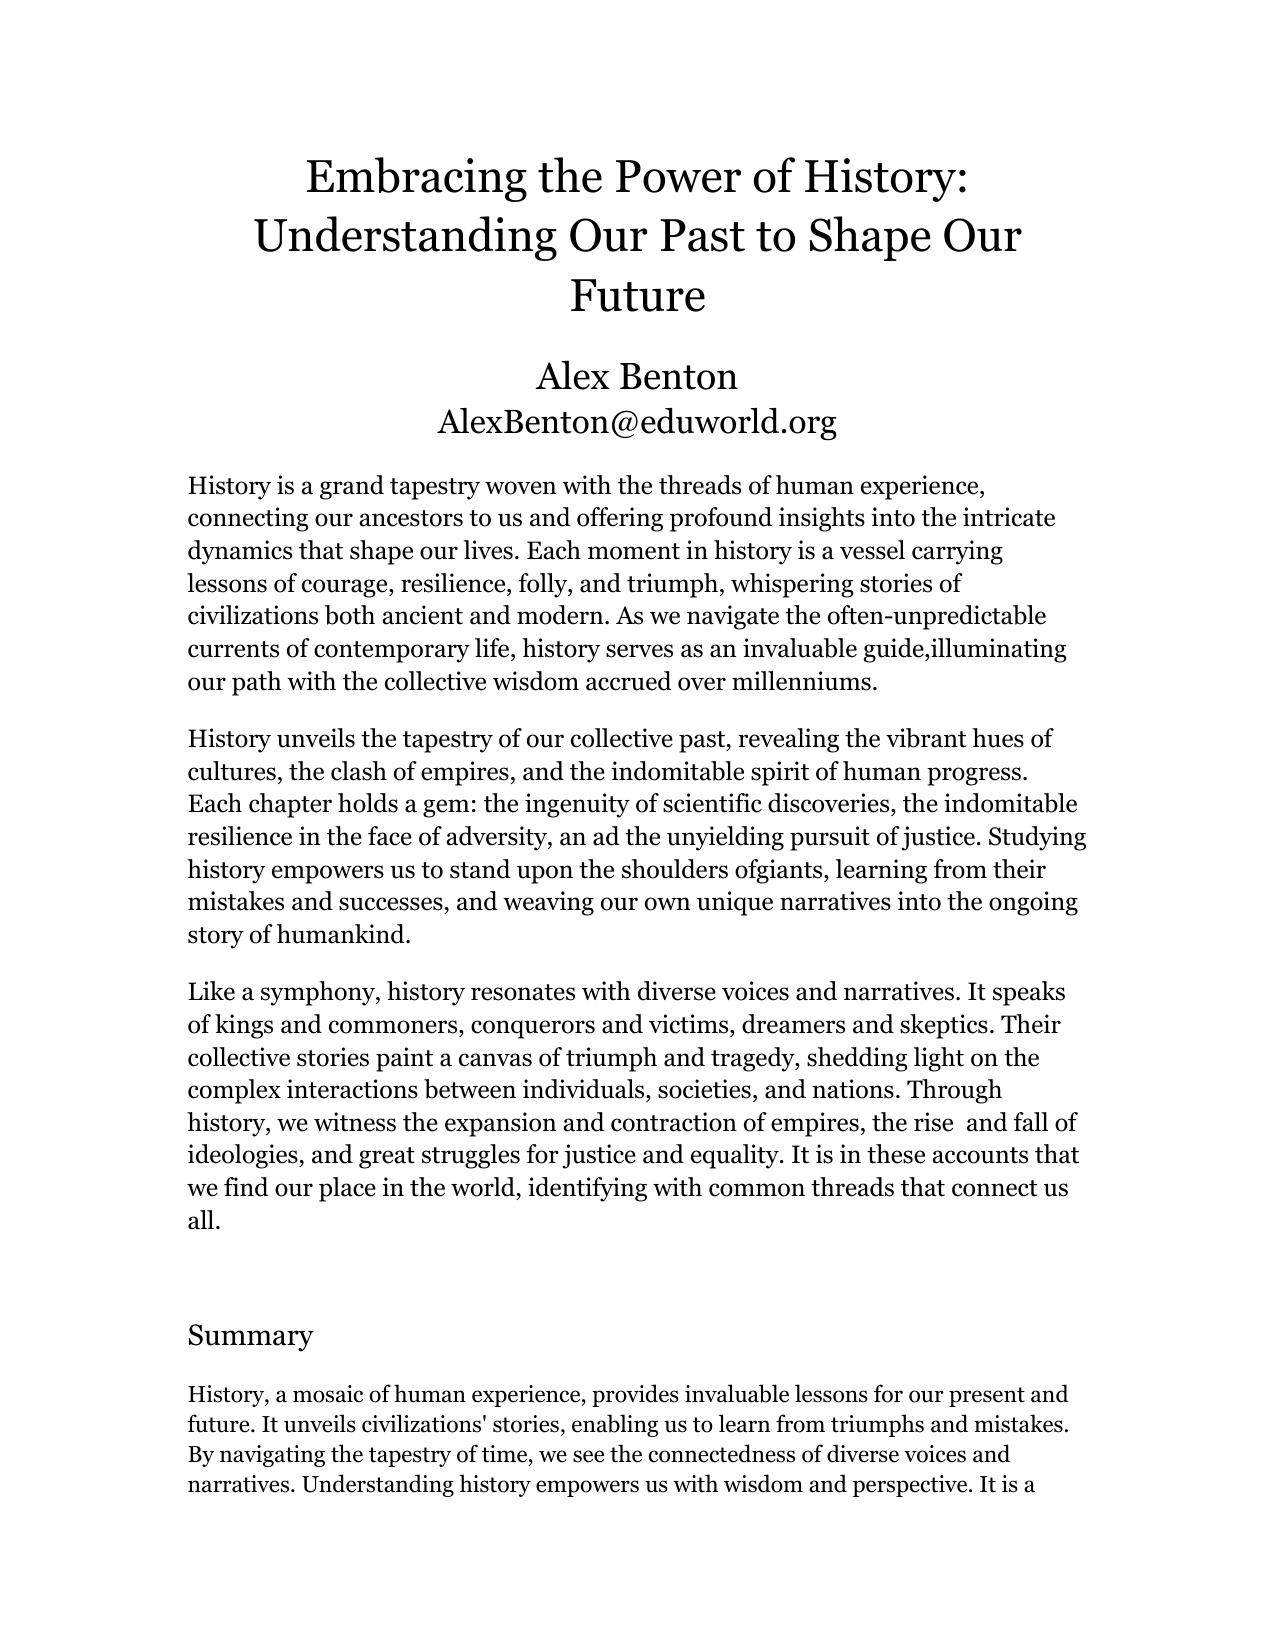 Embracing the Power of History:
Understanding Our Past to Shape Our
Future
Alex Benton
AlexBenton@eduworld.org
History is a grand tapestry woven with the threads of human experience,
connecting our ancestors to us and offering profound insights into the intricate
dynamics that shape our lives. Each moment in history is a vessel carrying
lessons of courage, resilience, folly, and triumph, whispering stories of
civilizations both ancient and modern. As we navigate the often-unpredictable
currents of contemporary life, history serves as an invaluable guide,illuminating
our path with the collective wisdom accrued over millenniums.
History unveils the tapestry of our collective past, revealing the vibrant hues of
cultures, the clash of empires, and the indomitable spirit of human progress.
Each chapter holds a gem: the ingenuity of scientific discoveries, the indomitable
resilience in the face of adversity, an ad the unyielding pursuit of justice. Studying
history empowers us to stand upon the shoulders ofgiants, learning from their
mistakes and successes, and weaving our own unique narratives into the ongoing
story of humankind.
Like a symphony, history resonates with diverse voices and narratives. It speaks
of kings and commoners, conquerors and victims, dreamers and skeptics. Their
collective stories paint a canvas of triumph and tragedy, shedding light on the
complex interactions between individuals, societies, and nations. Through
history, we witness the expansion and contraction of empires, the rise  and fall of
ideologies, and great struggles for justice and equality. It is in these accounts that
we find our place in the world, identifying with common threads that connect us
all.
Summary
History, a mosaic of human experience, provides invaluable lessons for our present and
future. It unveils civilizations' stories, enabling us to learn from triumphs and mistakes.
By navigating the tapestry of time, we see the connectedness of diverse voices and
narratives. Understanding history empowers us with wisdom and perspective. It is a